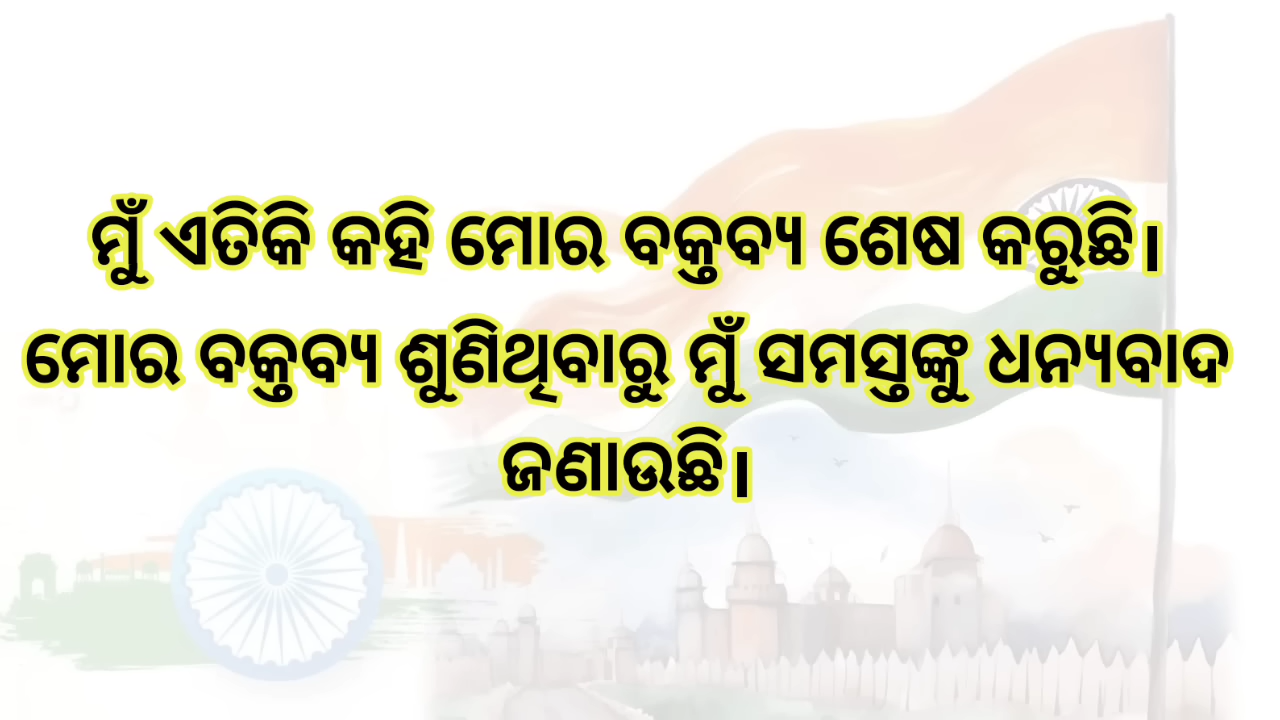 ମୁଁ ଏତିକି କହି ମୋର ବକ୍ତବ୍ୟ ଶେଷ କରୁଛି।
ମୋର ବକ୍ତବ୍ୟ ଶୁଣିଥିବାରୁ ମୁଁ ସମସ୍ତଙ୍କୁ ଧନ୍ୟବାଦ
ଜଣାଉଛି।